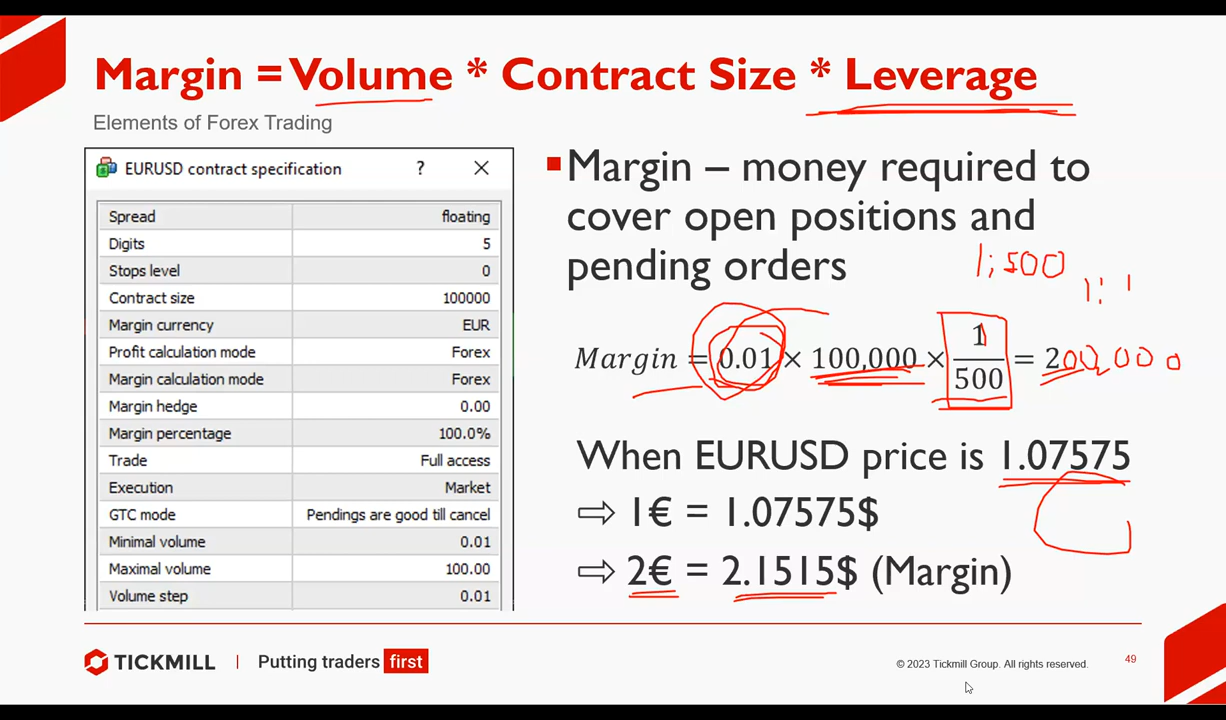 Margin = Volume * Contract Size * Leverage
Elements of Forex Trading
EURUSD contract specification ? ×
Spread floating
Digits 5
Stops level 0
Contract size 100000
Margin currency EUR
Profit calculation mode Forex
Margin calculation mode Forex
Margin hedge 0.00
Margin percentage 100.0%
Trade Full access
Execution Market
GTC mode Pendings are good till cancel
Minimal volume 0.01
Maximal volume 100.00
Volume step 0.01
▪ Margin – money required to
cover open positions and
pending orders
1:500
1:1
Margin = 0.01 × 100,000 × 1/500 = 200,000
When EURUSD price is 1.07575
⇨ 1€ = 1.07575$
⇨ 2€ = 2.1515$ (Margin)
TICKMILL | Putting traders first
© 2023 Tickmill Group. All rights reserved. 49